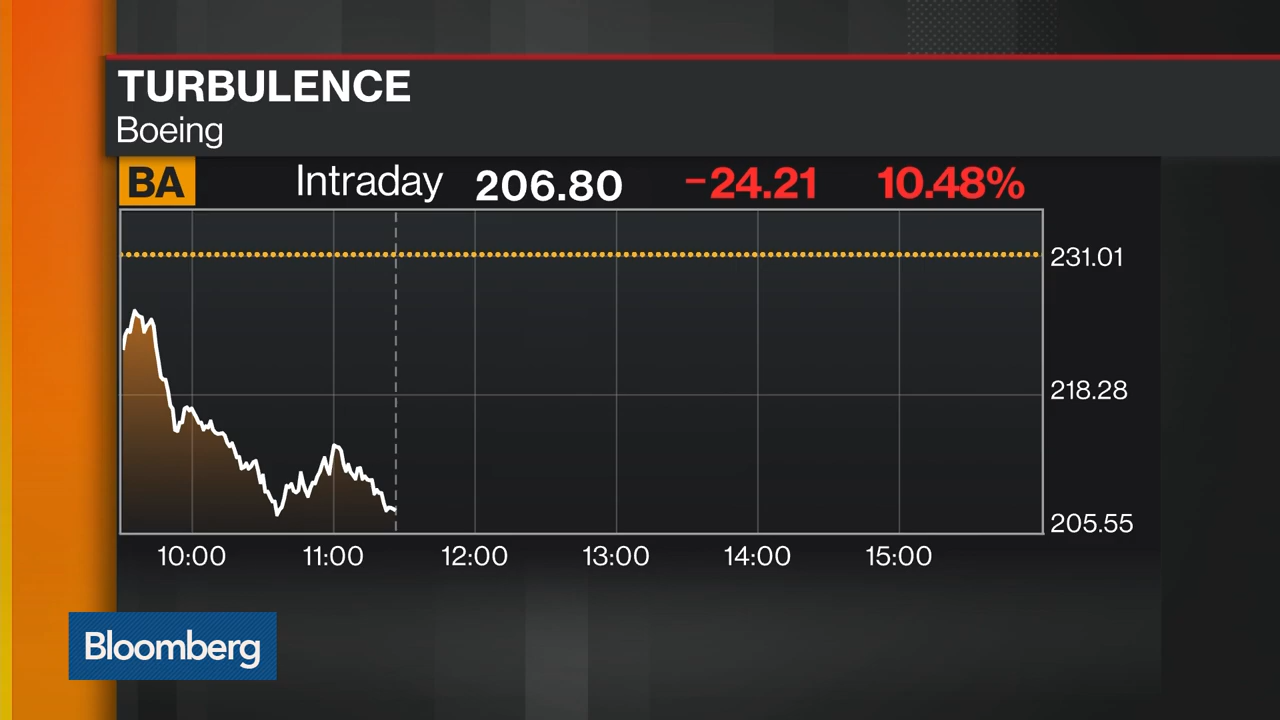 TURBULENCE
Boeing
BA Intraday 206.80 -24.21 10.48%
231.01
218.28
205.55
10:00 11:00 12:00 13:00 14:00 15:00
Bloomberg